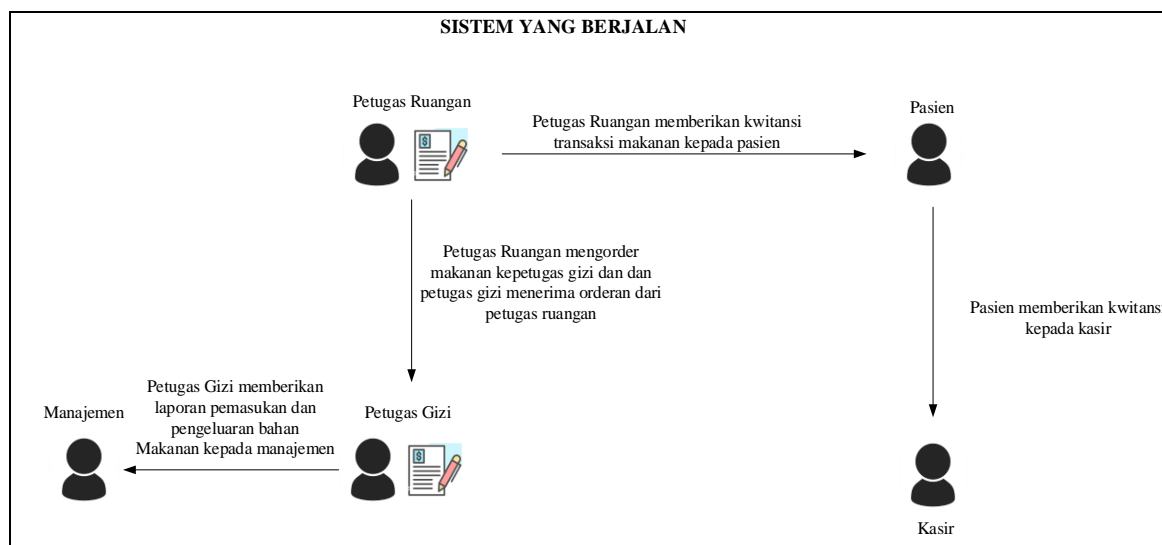 SISTEM YANG BERJALAN
Petugas Ruangan
Petugas Ruangan memberikan kwitansi
transaksi makanan kepada pasien
Pasien
Petugas Ruangan mengorder
makanan kepetugas gizi dan dan
petugas gizi menerima orderan dari
petugas ruangan
Pasien memberikan kwitansi
kepada kasir
Petugas Gizi memberikan
laporan pemasukan dan
pengeluaran bahan
Makanan kepada manajemen
Manajemen
Petugas Gizi
Kasir